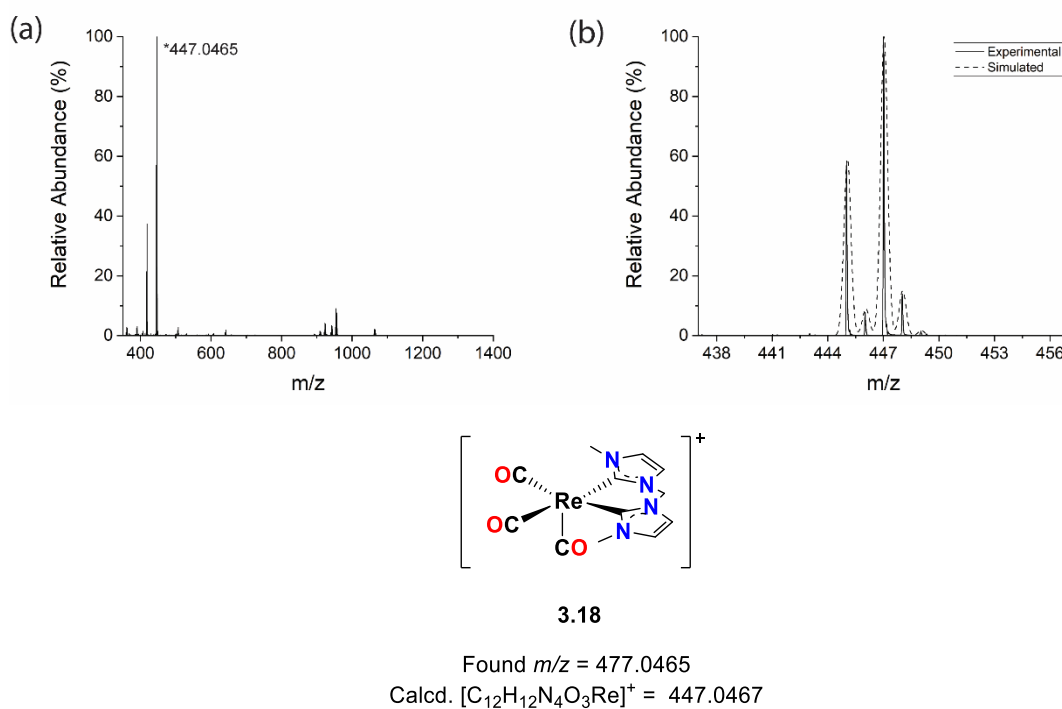 (a)
*447.0465
Relative Abundance (%)
100
80
60
40
20
0
400 600 800 1000 1200 1400
m/z
(b)
Experimental
Simulated
Relative Abundance (%)
100
80
60
40
20
0
438 441 444 447 450 453 456
m/z
[ ]+
OC
OC
CO
Re
N
N
N
N
3.18
Found m/z = 477.0465
Calcd. [C12H12N4O3Re]+ = 447.0467